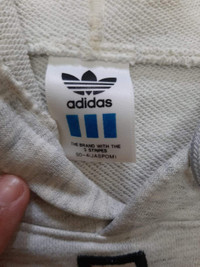 adidas
THE BRAND WITH THE
3 STRIPES